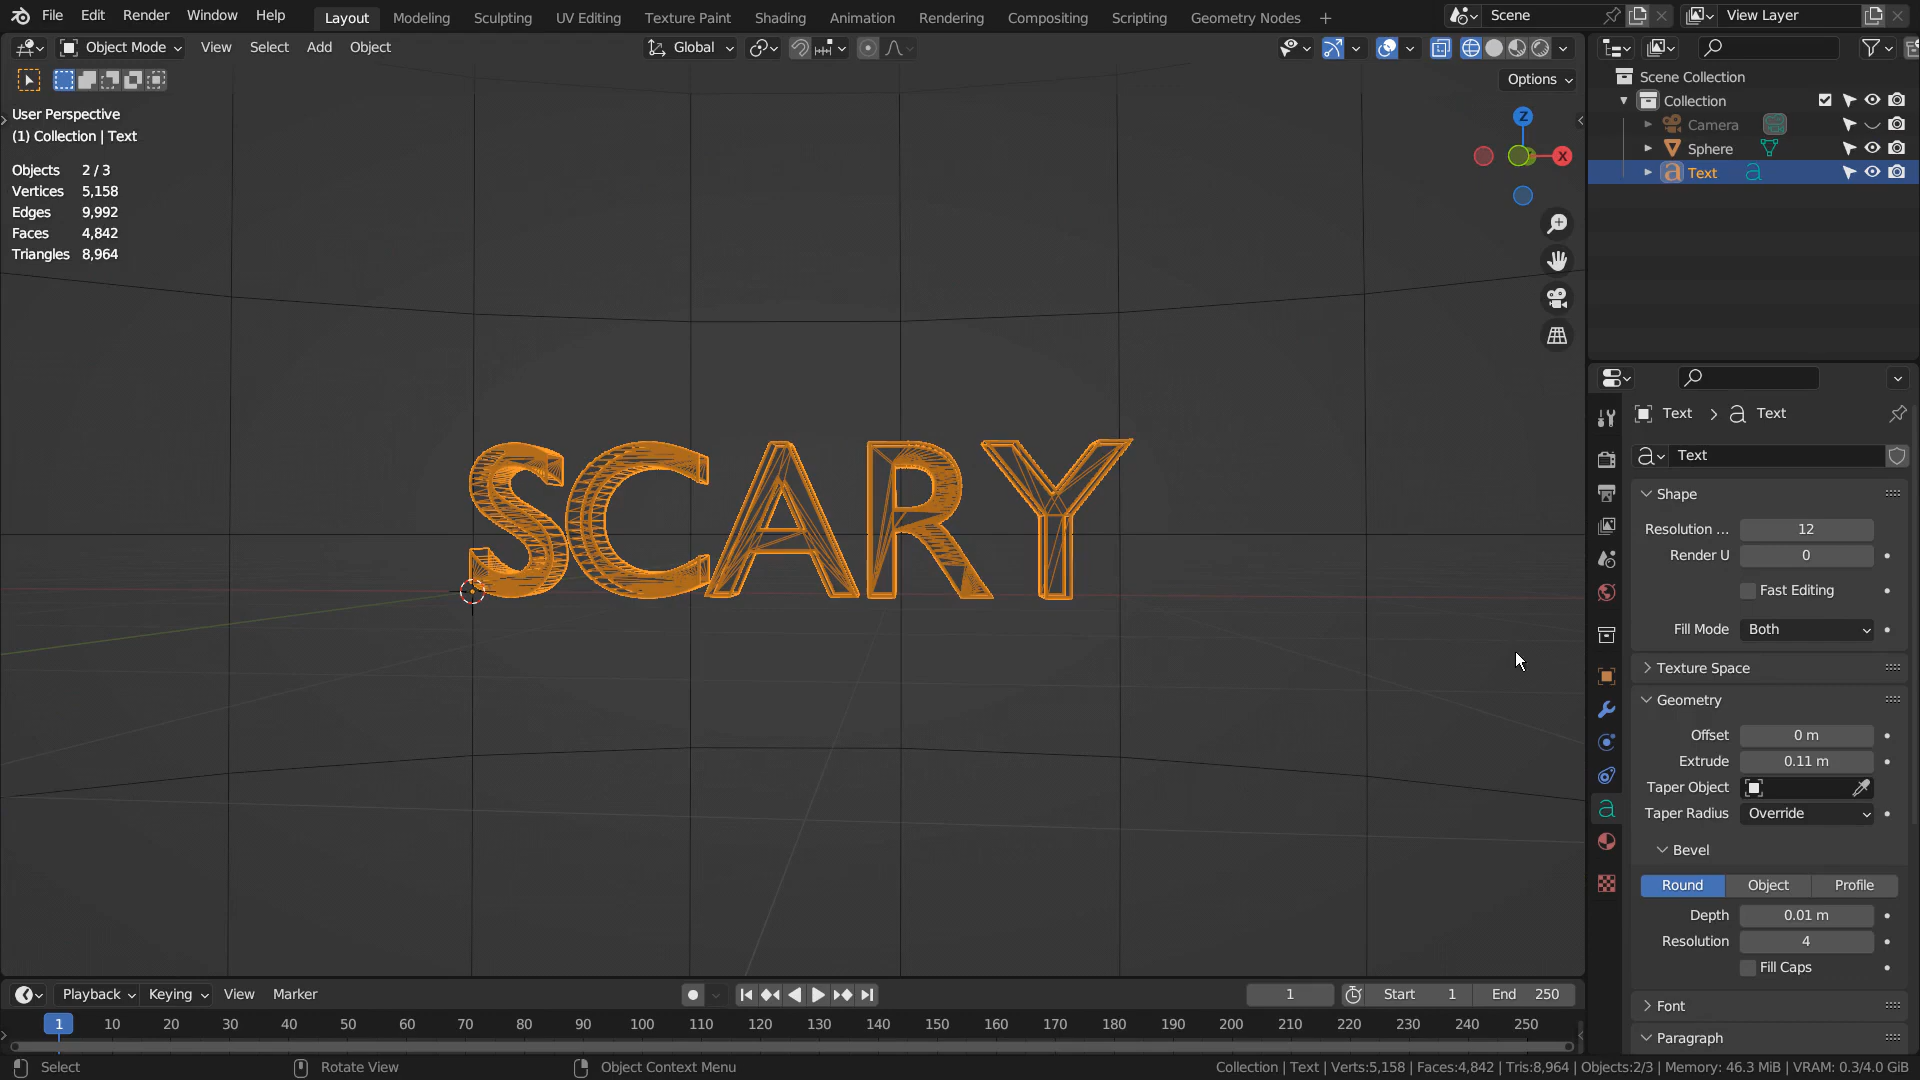 File Edit Render Window Help Layout Modeling Sculpting UV Editing Texture Paint Shading Animation Rendering Compositing Scripting Geometry Nodes + Scene View Layer
Object Mode View Select Add Object Global
Options
User Perspective
(1) Collection | Text
Objects 2 / 3
Vertices 5,158
Edges 9,992
Faces 4,842
Triangles 8,964
Z
X
SCARY
Scene Collection
Collection
Camera
Sphere
Text
Text > Text
Text
Shape
Resolution ... 12
Render U 0
Fast Editing
Fill Mode Both
Texture Space
Geometry
Offset 0 m
Extrude 0.11 m
Taper Object
Taper Radius Override
Bevel
Round Object Profile
Depth 0.01 m
Resolution 4
Fill Caps
Font
Paragraph
Playback Keying View Marker 1 Start 1 End 250
1 10 20 30 40 50 60 70 80 90 100 110 120 130 140 150 160 170 180 190 200 210 220 230 240 250
Select Rotate View Object Context Menu Collection | Text | Verts:5,158 | Faces:4,842 | Tris:8,964 | Objects:2/3 | Memory: 46.3 MiB | VRAM: 0.3/4.0 GiB